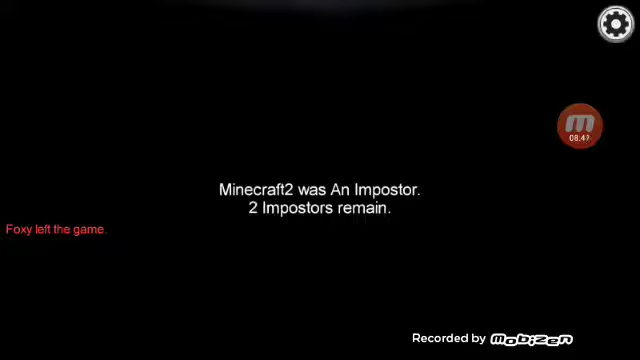 08:47
Minecraft2 was An Impostor.
2 Impostors remain.
Foxy left the game.
Recorded by mobizen